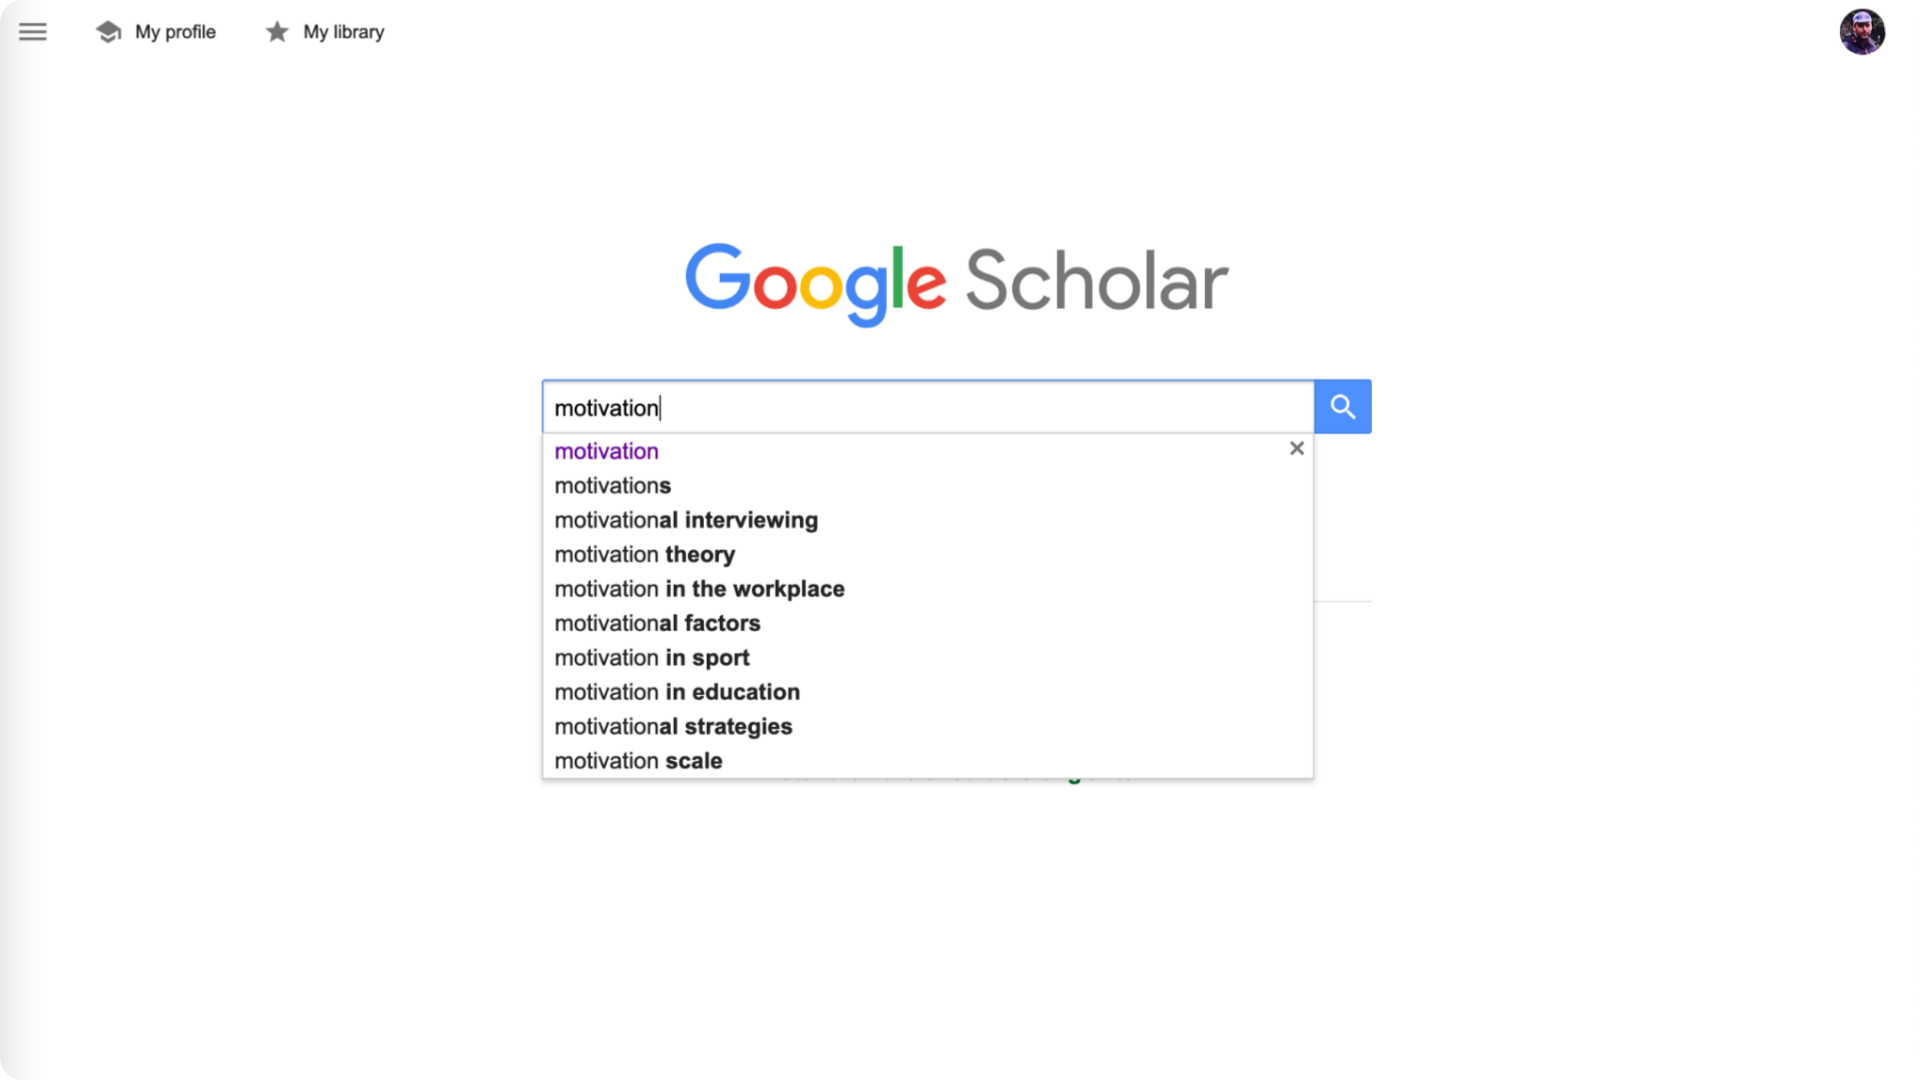 My profile
My library
Google Scholar
motivation
motivation
motivations
motivational interviewing
motivation theory
motivation in the workplace
motivational factors
motivation in sport
motivation in education
motivational strategies
motivation scale